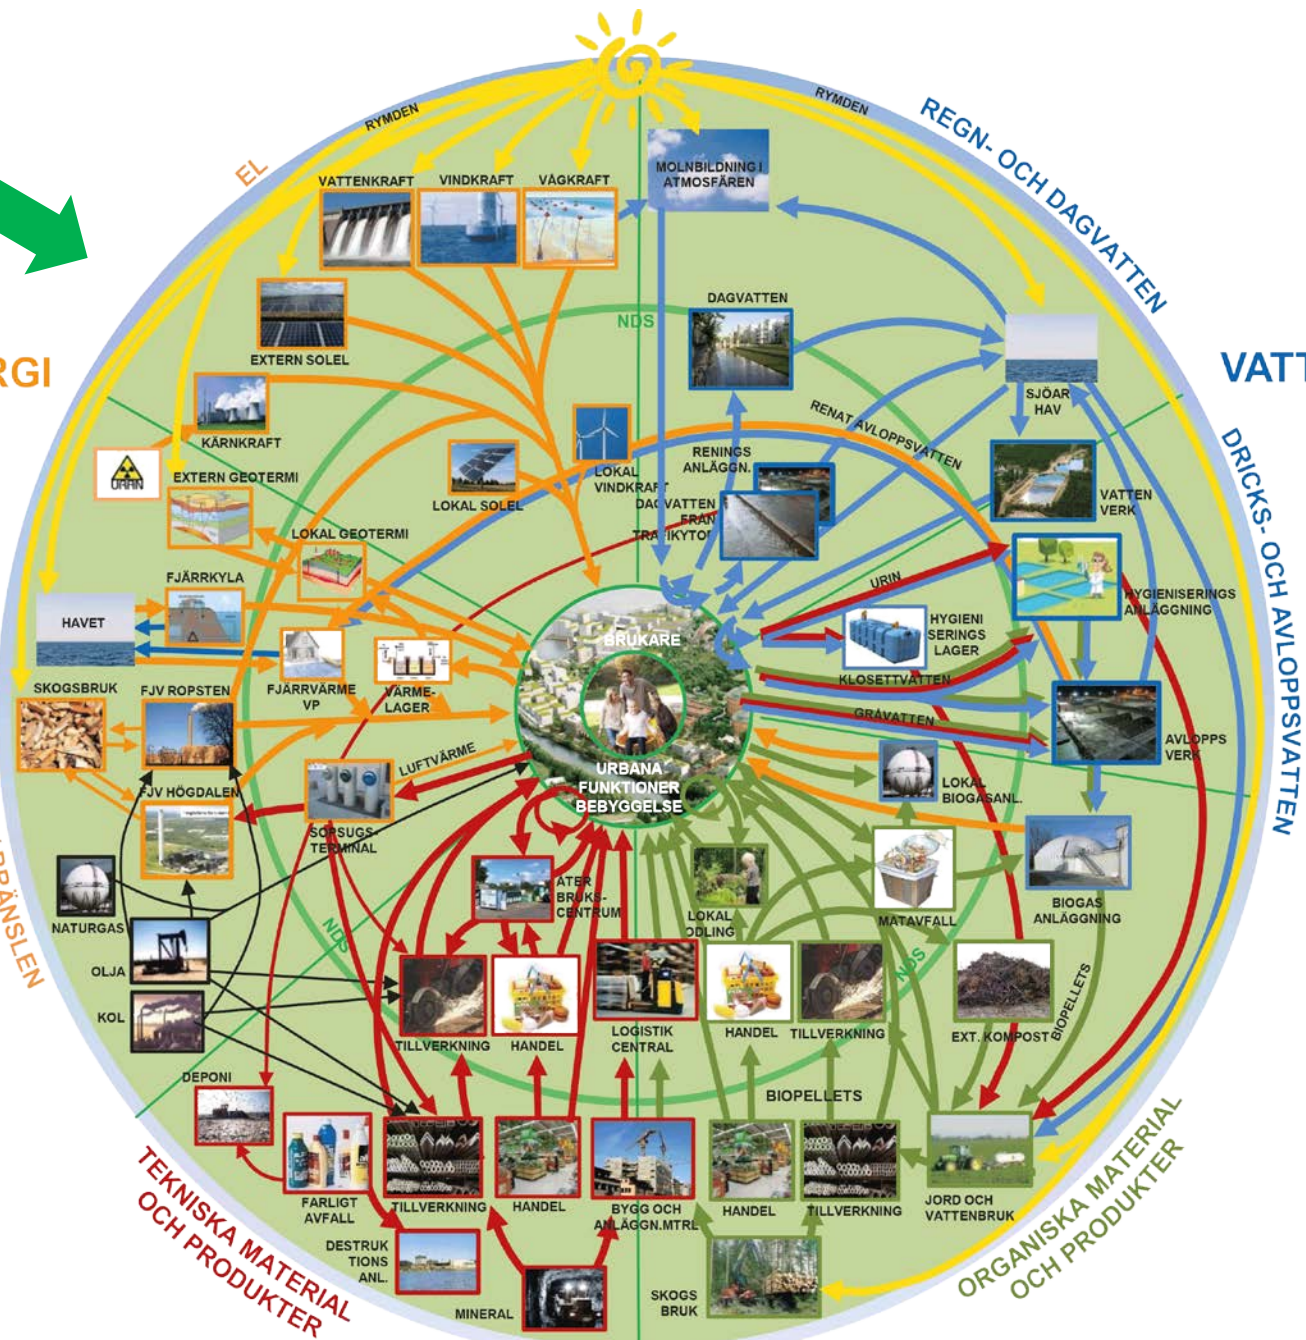 RYMDEN
RYMDEN
EL
REGN- OCH DAGVATTEN
VATTENKRAFT
VINDKRAFT
VÅGKRAFT
MOLNBILDNING I
ATMOSFÄREN
DAGVATTEN
NDS
EXTERN SOLEL
SJÖAR
HAV
RGI
VATT
KÄRNKRAFT
RENAT AVLOPPSVATTEN
RENINGS
ANLÄGGN.
LOKAL
VINDKRAFT
LOKAL SOLEL
URAN
EXTERN GEOTERMI
DAGVATTEN
FRÅN
TRAFIKYTOR
VATTEN
VERK
DRICKS- OCH AVLOPPSVATTEN
LOKAL GEOTERMI
FJÄRRKYLA
HAVET
URIN
HYGIENISERINGS
ANLÄGGNING
BRUKARE
HYGIENI
SERINGS
LAGER
KLOSETTVATTEN
SKOGSBRUK
FJV ROPSTEN
FJÄRRVÄRME
VP
VÄRME-
LAGER
GRÅVATTEN
AVLOPPS
VERK
LUFTVÄRME
URBANA
FUNKTIONER
BEBYGGELSE
LOKAL
BIOGASANL.
FJV HÖGDALEN
SOPSUGS-
TERMINAL
RÄNSLEN
NATURGAS
OLJA
KOL
NDS
ÅTER
BRUKS-
CENTRUM
LOKAL
ODLING
MATAVFALL
BIOGAS
ANLÄGGNING
NDS
BIOPELLETS
TILLVERKNING
HANDEL
LOGISTIK
CENTRAL
HANDEL
TILLVERKNING
EXT. KOMPOST
DEPONI
BIOPELLETS
FARLIGT
AVFALL
TILLVERKNING
HANDEL
BYGG OCH
ANLÄGGN.MTRL
HANDEL
TILLVERKNING
JORD OCH
VATTENBRUK
DESTRUK
TIONS
ANL.
MINERAL
SKOGS
BRUK
TEKNISKA MATERIAL
OCH PRODUKTER
ORGANISKA MATERIAL
OCH PRODUKTER